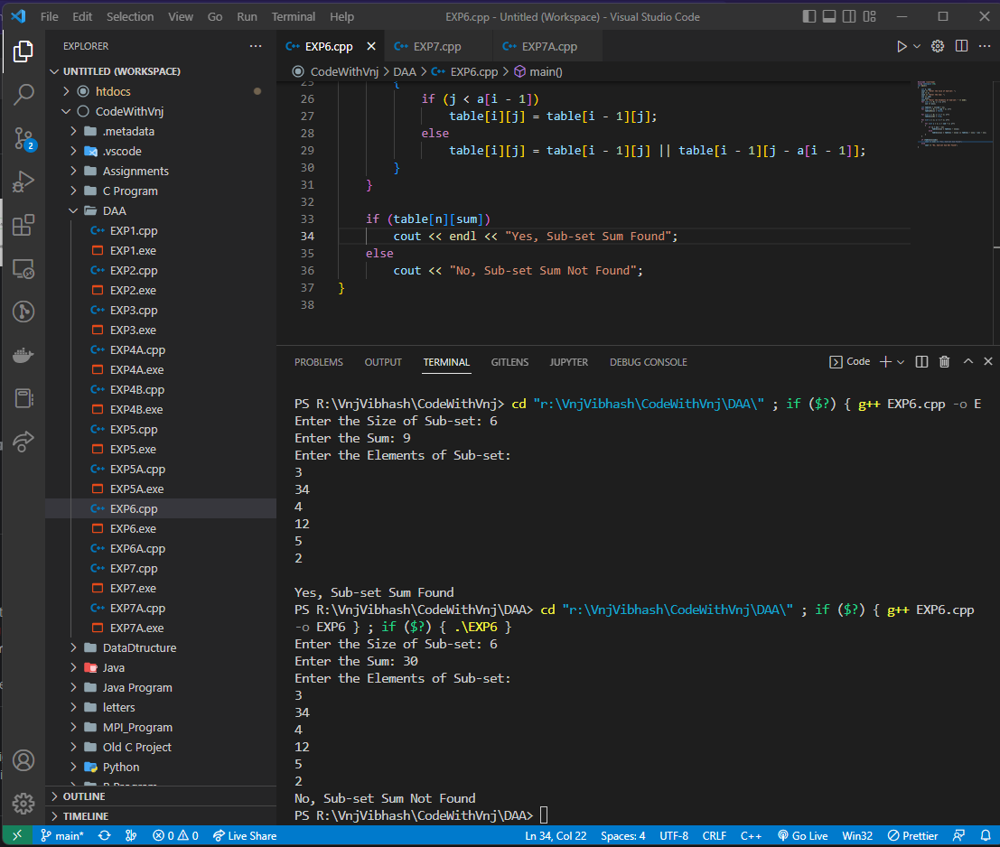 File Edit Selection View Go Run Terminal Help EXP6.cpp - Untitled (Workspace) - Visual Studio Code
EXPLORER ...
UNTITLED (WORKSPACE)
htdocs
CodeWithVnj
.metadata
2
.vscode
Assignments
C Program
DAA
EXP1.cpp
EXP1.exe
EXP2.cpp
EXP2.exe
EXP3.cpp
EXP3.exe
EXP4A.cpp
EXP4A.exe
EXP4B.cpp
EXP4B.exe
EXP5.cpp
EXP5.exe
EXP5A.cpp
EXP5A.exe
EXP6.cpp
EXP6.exe
EXP6A.cpp
EXP7.cpp
EXP7.exe
EXP7A.cpp
EXP7A.exe
DataDtructure
Java
Java Program
letters
MPI_Program
Old C Project
Python
OUTLINE
TIMELINE
EXP6.cpp EXP7.cpp EXP7A.cpp
CodeWithVnj > DAA > EXP6.cpp > main()
25 {
26 if (j < a[i - 1])
27 table[i][j] = table[i - 1][j];
28 else
29 table[i][j] = table[i - 1][j] || table[i - 1][j - a[i - 1]];
30 }
31 }
32
33 if (table[n][sum])
34 cout << endl << "Yes, Sub-set Sum Found";
35 else
36 cout << "No, Sub-set Sum Not Found";
37 }
38
PROBLEMS OUTPUT TERMINAL GITLENS JUPYTER DEBUG CONSOLE Code
PS R:\VnjVibhash\CodeWithVnj> cd "r:\VnjVibhash\CodeWithVnj\DAA\" ; if ($?) { g++ EXP6.cpp -o E
Enter the Size of Sub-set: 6
Enter the Sum: 9
Enter the Elements of Sub-set:
3
34
4
12
5
2
Yes, Sub-set Sum Found
PS R:\VnjVibhash\CodeWithVnj\DAA> cd "r:\VnjVibhash\CodeWithVnj\DAA\" ; if ($?) { g++ EXP6.cpp
-o EXP6 } ; if ($?) { .\EXP6 }
Enter the Size of Sub-set: 6
Enter the Sum: 30
Enter the Elements of Sub-set:
3
34
4
12
5
2
No, Sub-set Sum Not Found
PS R:\VnjVibhash\CodeWithVnj\DAA>
main* 0 0 Live Share Ln 34, Col 22 Spaces: 4 UTF-8 CRLF C++ Go Live Win32 Prettier